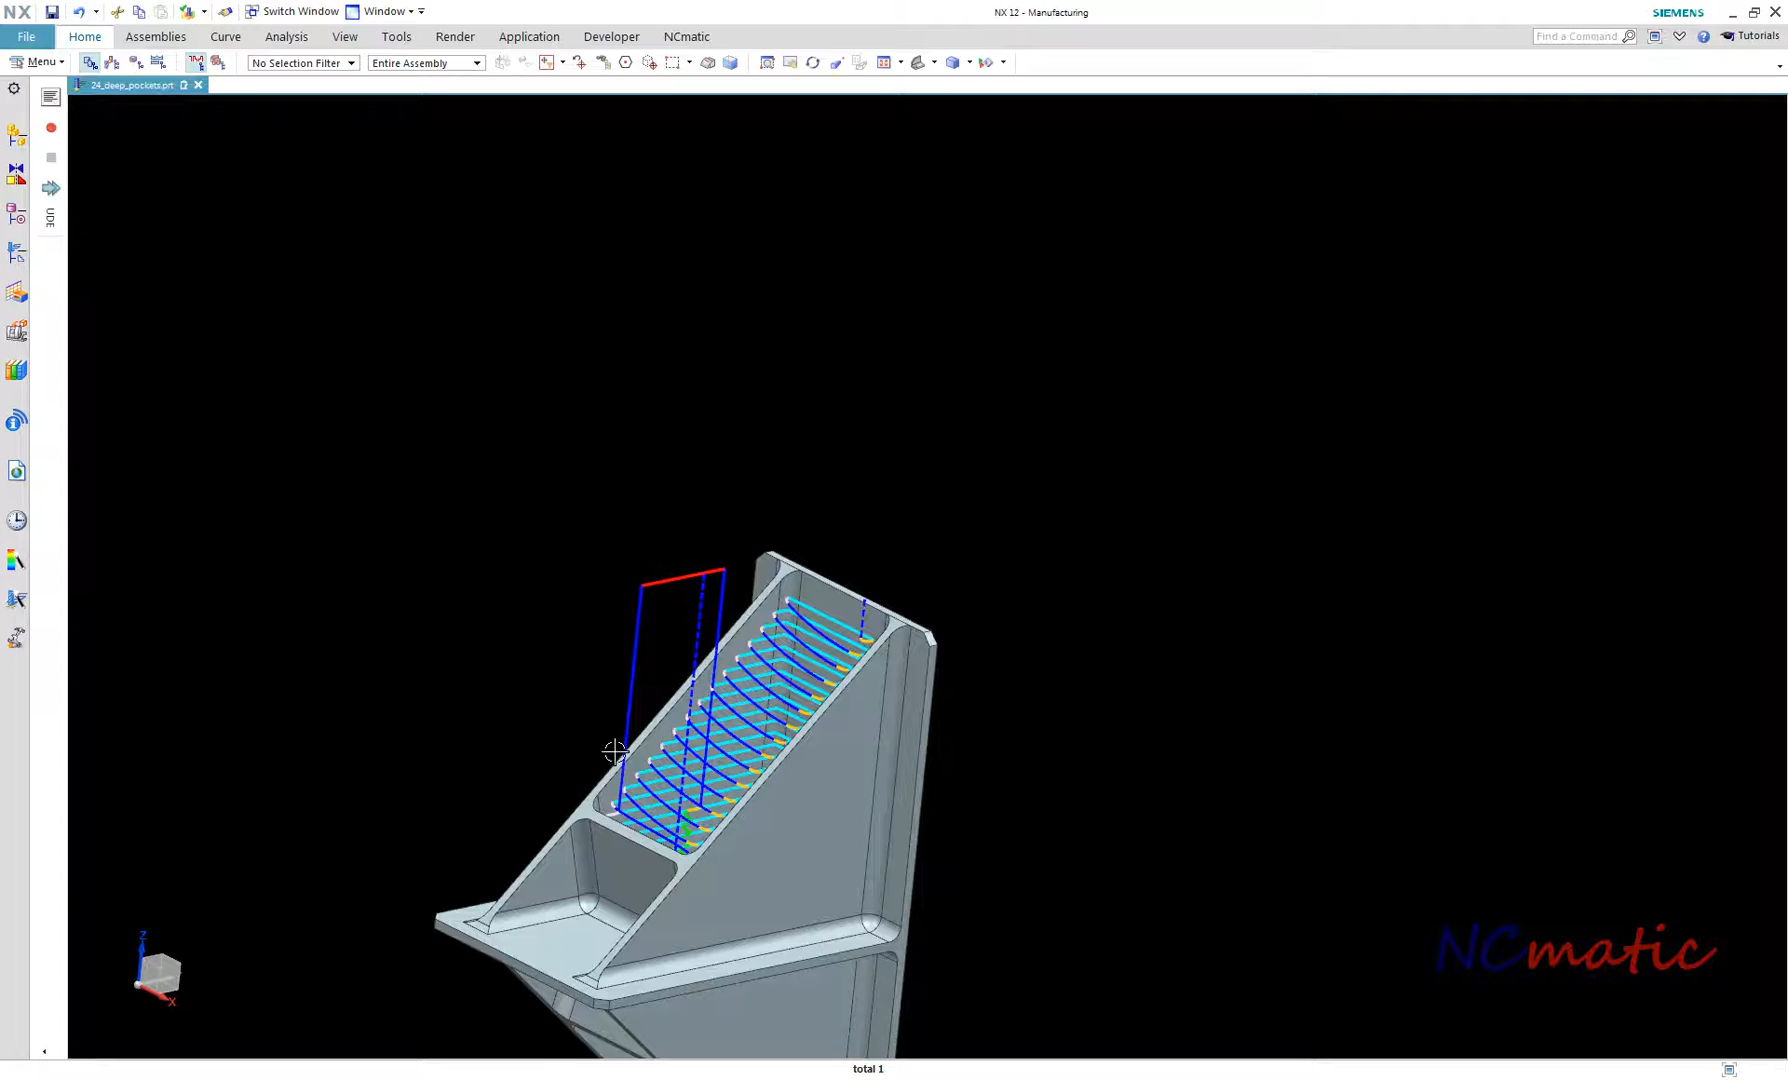 NX
Switch Window
Window
NX 12 - Manufacturing
SIEMENS
File
Home
Assemblies
Curve
Analysis
View
Tools
Render
Application
Developer
NCmatic
Find a Command
Tutorials
Menu
No Selection Filter
Entire Assembly
24_deep_pockets.prt
UDE
Z
X
NCmatic
total 1